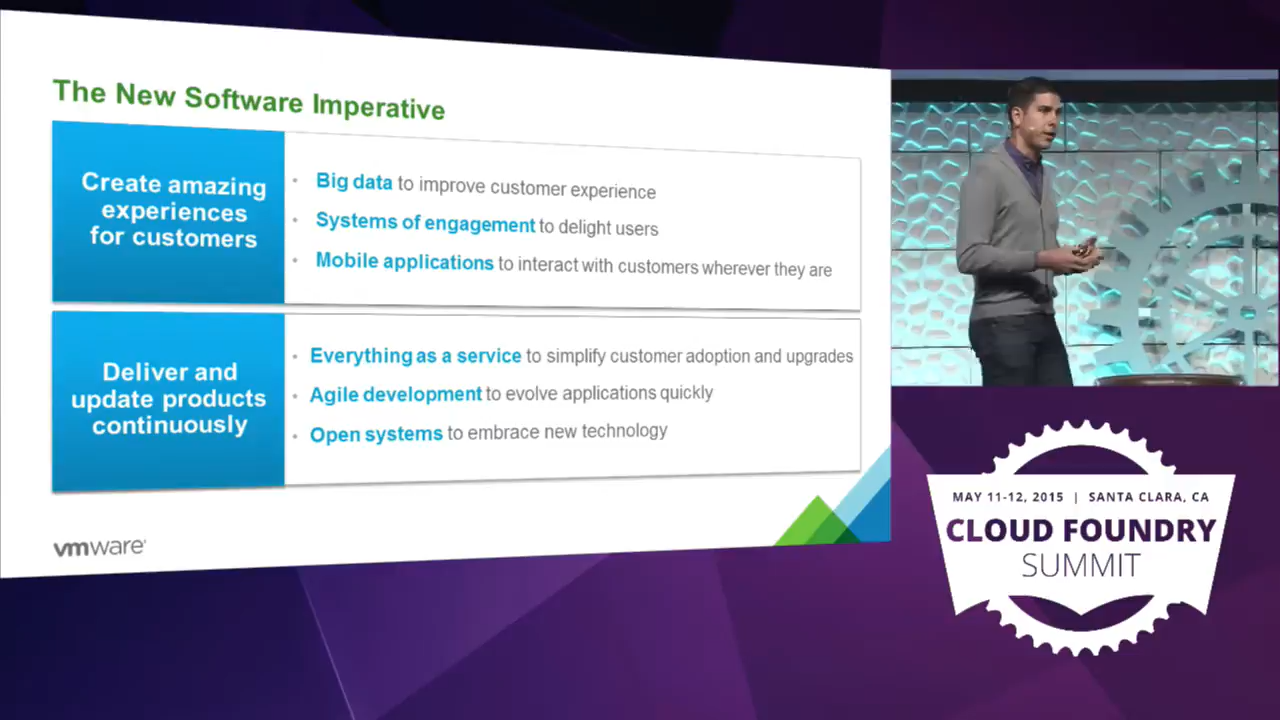 The New Software Imperative
Create amazing
experiences
for customers
Big data to improve customer experience
Systems of engagement to delight users
Mobile applications to interact with customers wherever they are
Deliver and
update products
continuously
Everything as a service to simplify customer adoption and upgrades
Agile development to evolve applications quickly
Open systems to embrace new technology
vmware
MAY 11-12, 2015 | SANTA CLARA, CA
CLOUD FOUNDRY
SUMMIT